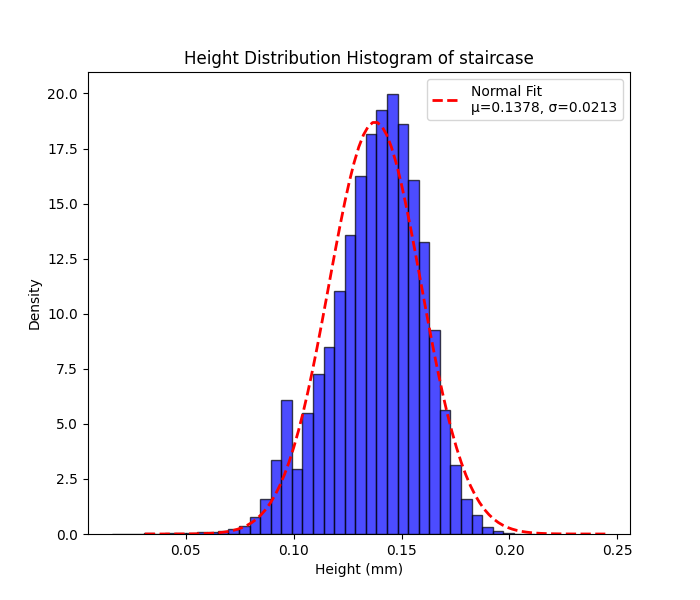 Height Distribution Histogram of staircase
Normal Fit
μ=0.1378, σ=0.0213
20.0
17.5
15.0
12.5
10.0
7.5
5.0
2.5
0.0
Density
0.05
0.10
0.15
0.20
0.25
Height (mm)